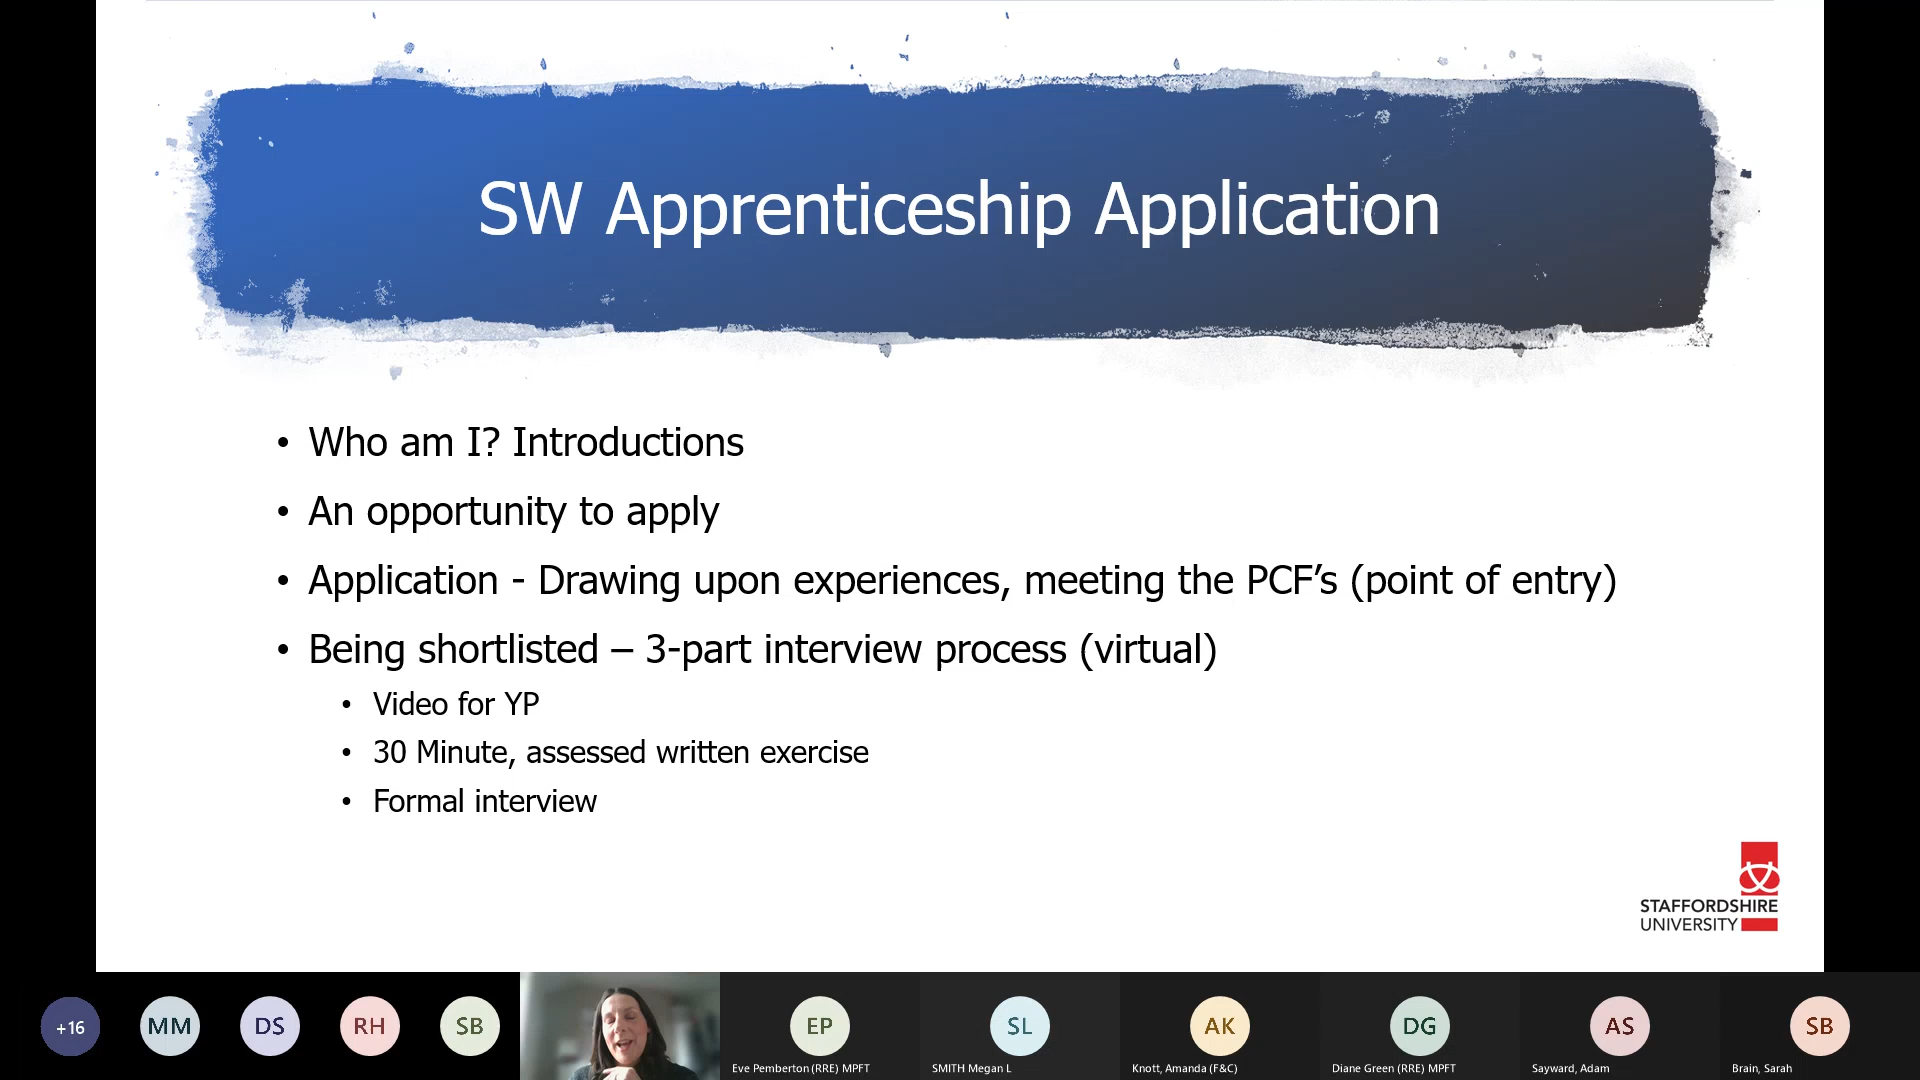 SW Apprenticeship Application
• Who am I? Introductions
• An opportunity to apply
• Application - Drawing upon experiences, meeting the PCF’s (point of entry)
• Being shortlisted – 3-part interview process (virtual)
• Video for YP
• 30 Minute, assessed written exercise
• Formal interview
STAFFORDSHIRE
UNIVERSITY
+16
MM
DS
RH
SB
EP
SL
AK
DG
AS
SB
Eve Pemberton (RRE) MPFT
SMITH Megan L
Knott, Amanda (F&C)
Diane Green (RRE) MPFT
Sayward, Adam
Brain, Sarah